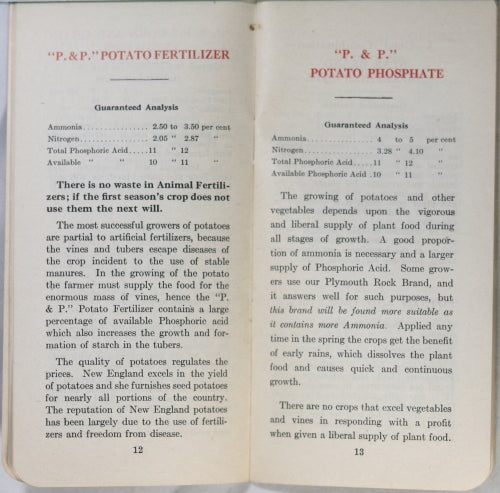 "P. & P." POTATO FERTILIZER
Guaranteed Analysis
Ammonia................ 2.50 to 3.50 per cent
Nitrogen................ 2.05 " 2.87 "
Total Phosphoric Acid.....11 " 12
Available " " 10 " 11 "
There is no waste in Animal Fertili-
zers; if the first season's crop does not
use them the next will.
The most successful growers of potatoes
are partial to artificial fertilizers, because
the vines and tubers escape diseases of
the crop incident to the use of stable
manures. In the growing of the potato
the farmer must supply the food for the
enormous mass of vines, hence the "P.
& P." Potato Fertilizer contains a large
percentage of available Phosphoric acid
which also increases the growth and for-
mation of starch in the tubers.
The quality of potatoes regulates the
prices. New England excels in the yield
of potatoes and she furnishes seed potatoes
for nearly all portions of the country.
The reputation of New England potatoes
has been largely due to the use of fertili-
zers and freedom from disease.
12
"P. & P."
POTATO PHOSPHATE
Guaranteed Analysis
Ammonia................ 4 to 5 per cent
Nitrogen................ 3.28 " 4.10 "
Total Phosphoric Acid.....11 " 12 "
Available Phosphoric Acid .10 " 11 "
The growing of potatoes and other
vegetables depends upon the vigorous
and liberal supply of plant food during
all stages of growth. A good propor-
tion of ammonia is necessary and a larger
supply of Phosphoric Acid. Some grow-
ers use our Plymouth Rock Brand, and
it answers well for such purposes, but
this brand will be found more suitable as
it contains more Ammonia. Applied any
time in the spring the crops get the benefit
of early rains, which dissolves the plant
food and causes quick and continuous
growth.
There are no crops that excel vegetables
and vines in responding with a profit
when given a liberal supply of plant food.
13